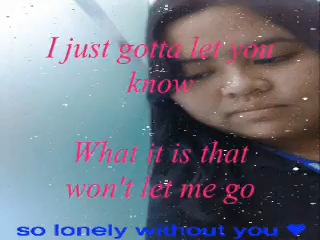 I just gotta let you
know
What it is that
won't let me go
so lonely without you ❤